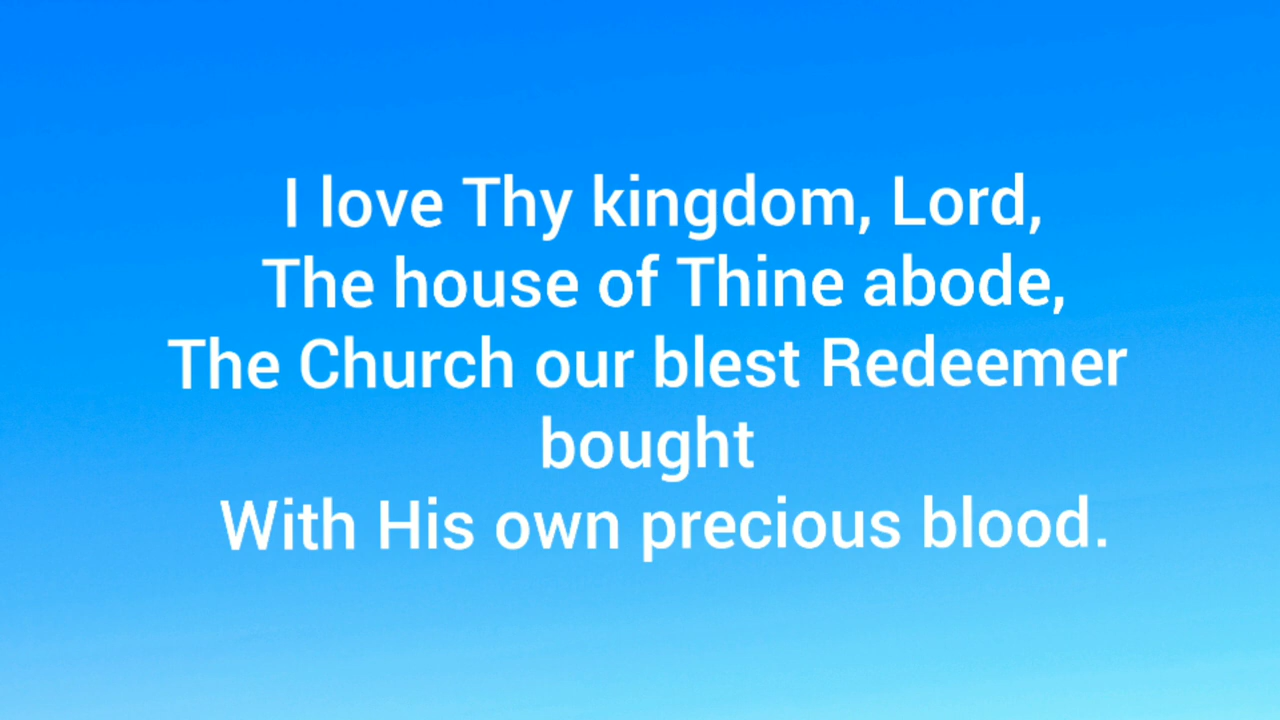 I love Thy kingdom, Lord,
The house of Thine abode,
The Church our blest Redeemer
bought
With His own precious blood.